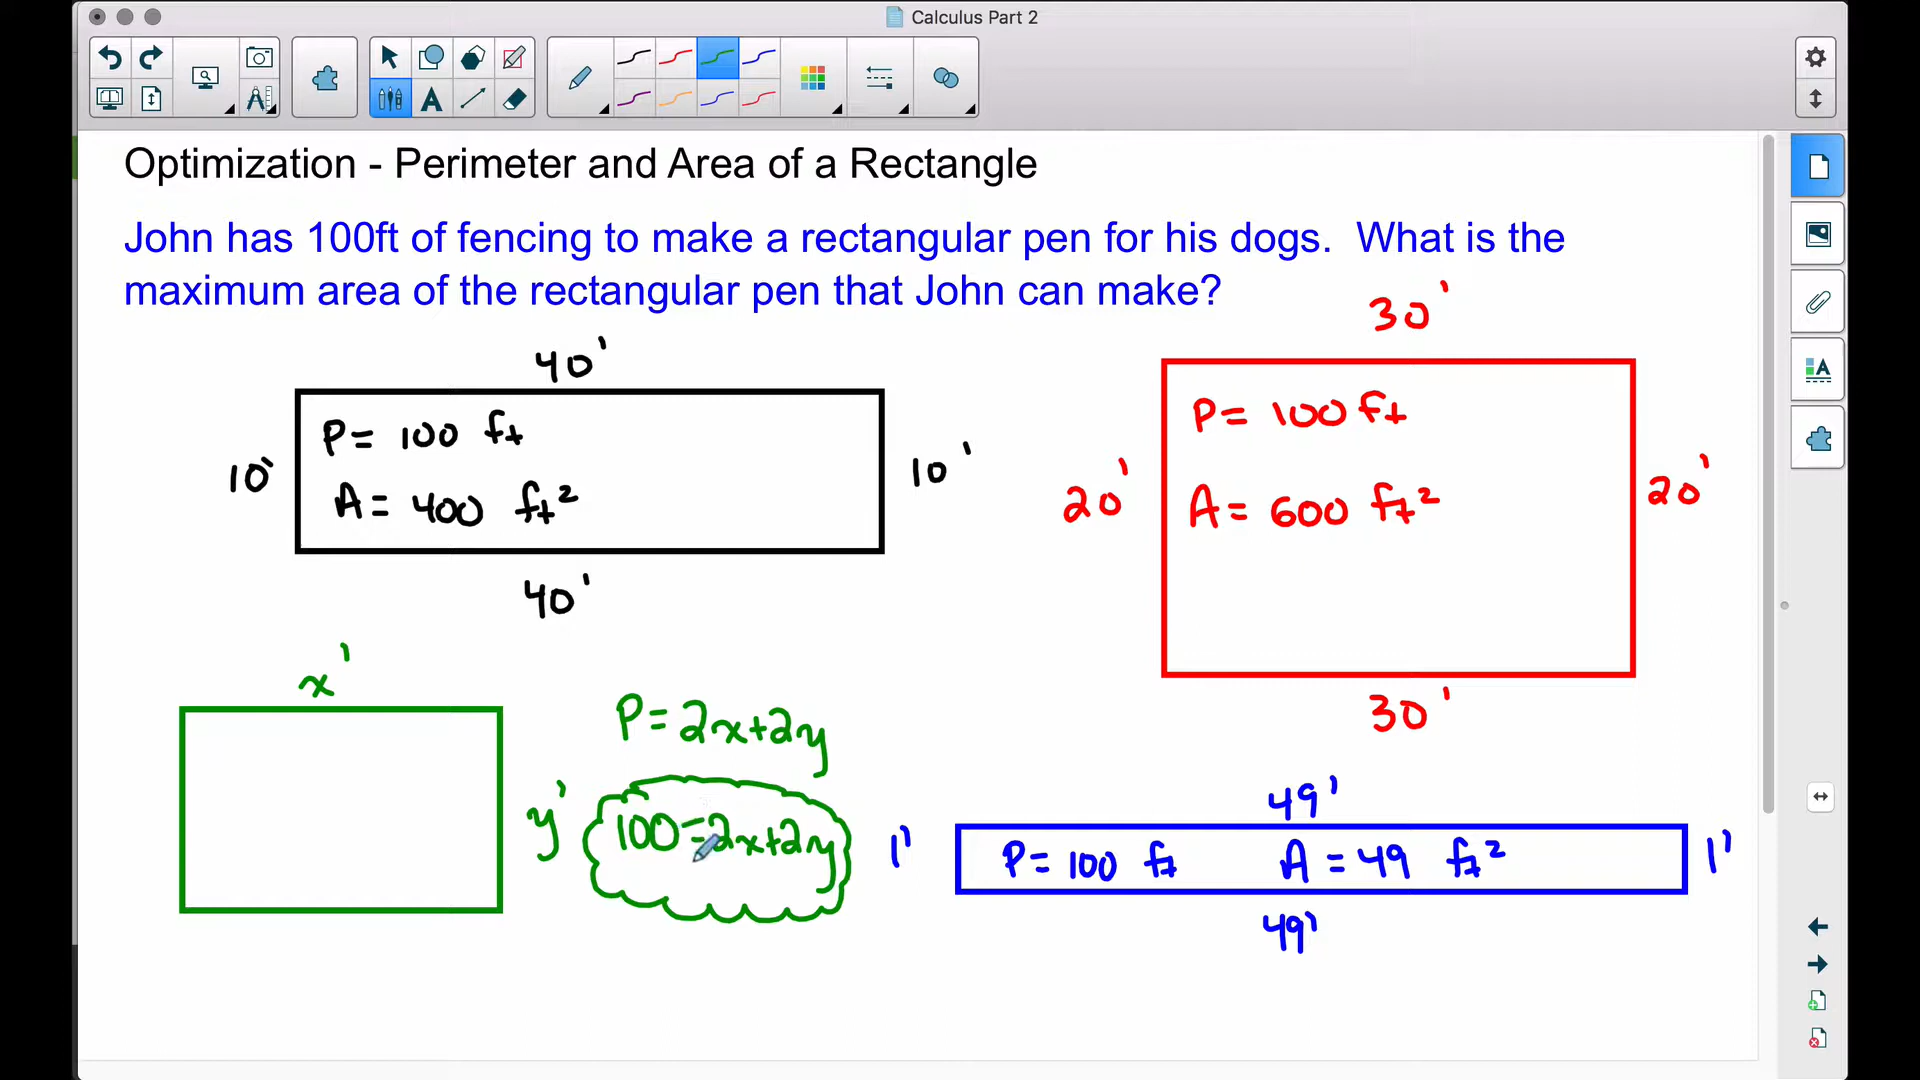 Calculus Part 2
Optimization - Perimeter and Area of a Rectangle
John has 100ft of fencing to make a rectangular pen for his dogs. What is the
maximum area of the rectangular pen that John can make?
40'
P= 100 ft
A= 400 ft²
10'
10'
40'
30'
P= 100 ft
A= 600 ft²
20'
20'
30'
x'
y'
P=2x+2y
100=2x+2y
49'
1'
P= 100 ft A=49 ft²
1'
49'